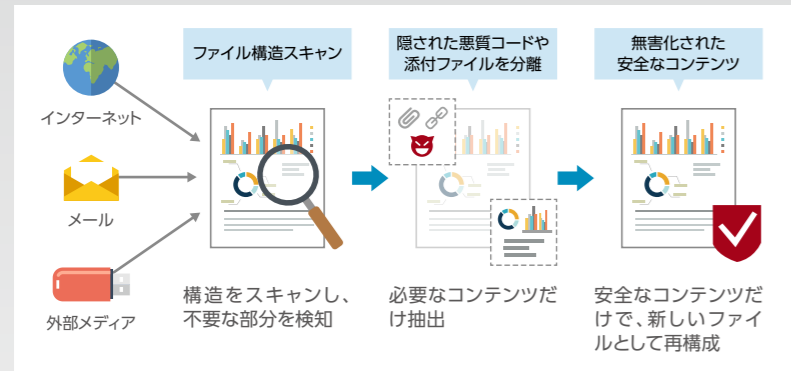 ファイル構造スキャン
隠された悪質コードや
添付ファイルを分離
無害化された
安全なコンテンツ
インターネット
メール
外部メディア
構造をスキャンし、
不要な部分を検知
必要なコンテンツだ
け抽出
安全なコンテンツだ
けで、新しいファイ
ルとして再構成